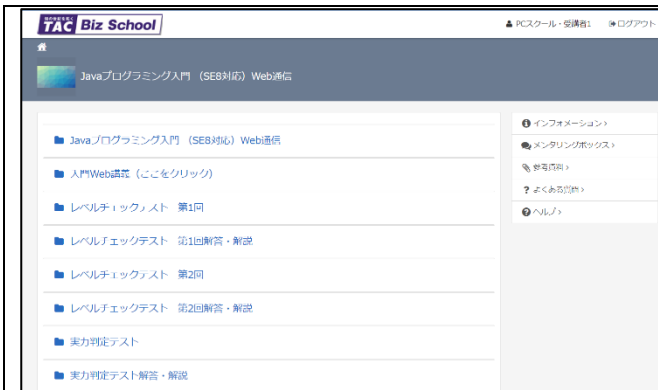 TAC Biz School
PCスクール・受講者1 ログアウト
Javaプログラミング入門 (SE8対応) Web通信
Javaプログラミング入門 (SE8対応) Web通信
入門Web講義 (ここをクリック)
レベルチェックテスト 第1回
レベルチェックテスト 第1回解答・解説
レベルチェックテスト 第2回
レベルチェックテスト 第2回解答・解説
実力判定テスト
実力判定テスト解答・解説
インフォメーション›
メンタリングボックス›
参考資料›
よくある質問›
ヘルプ›